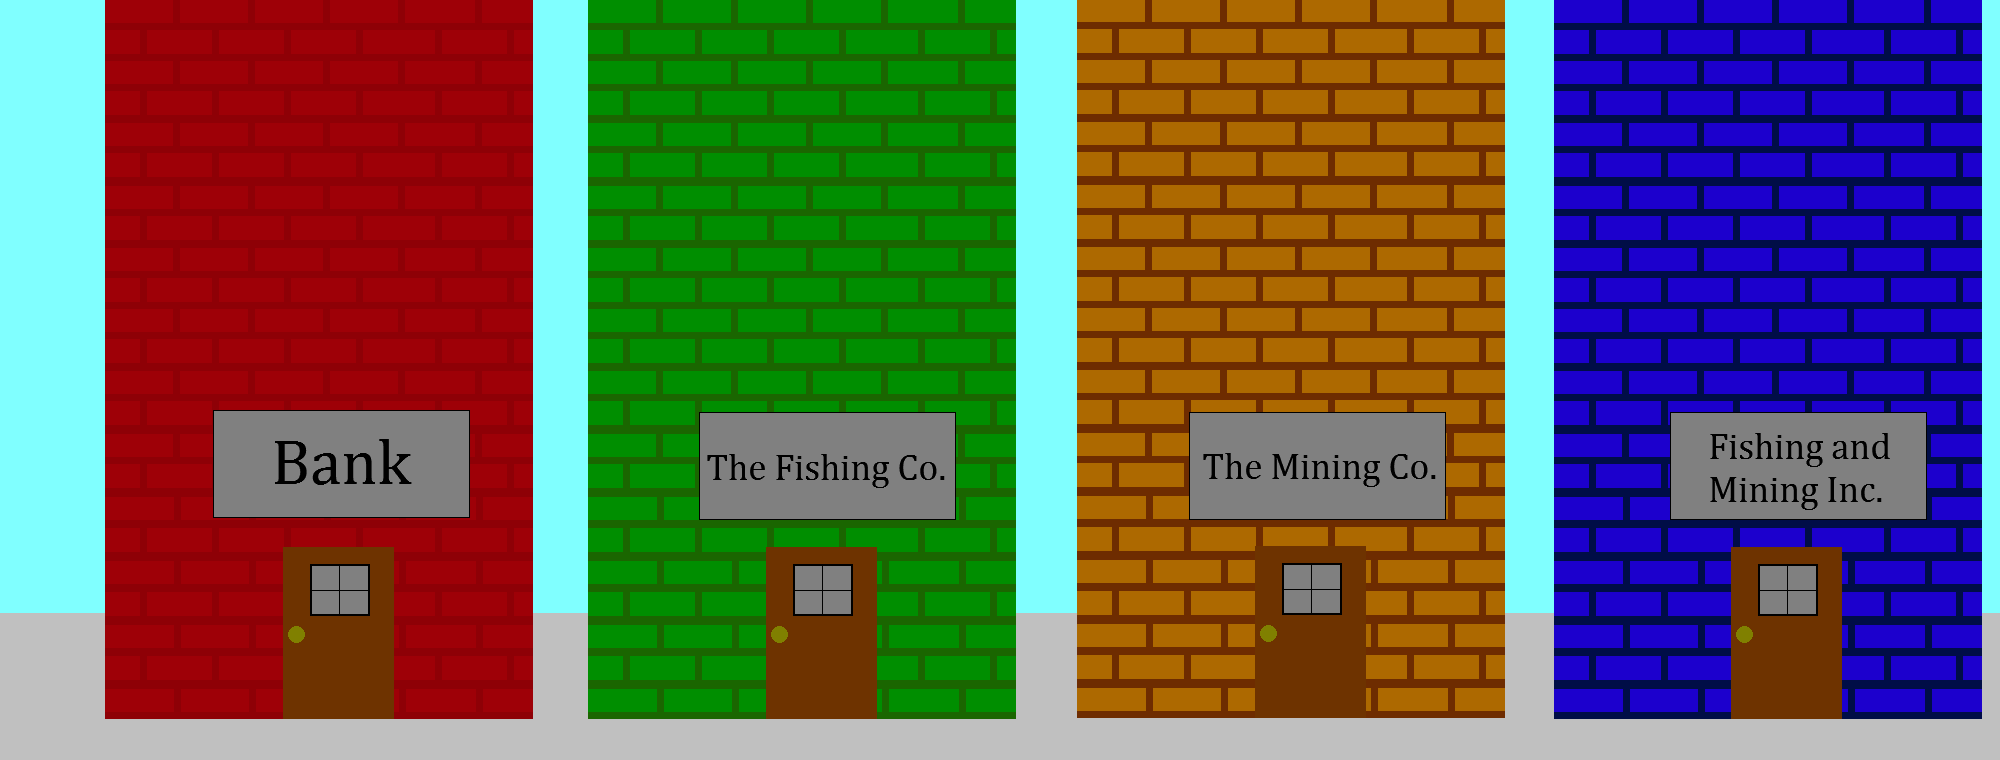 Bank
The Fishing Co.
The Mining Co.
Fishing and
Mining Inc.